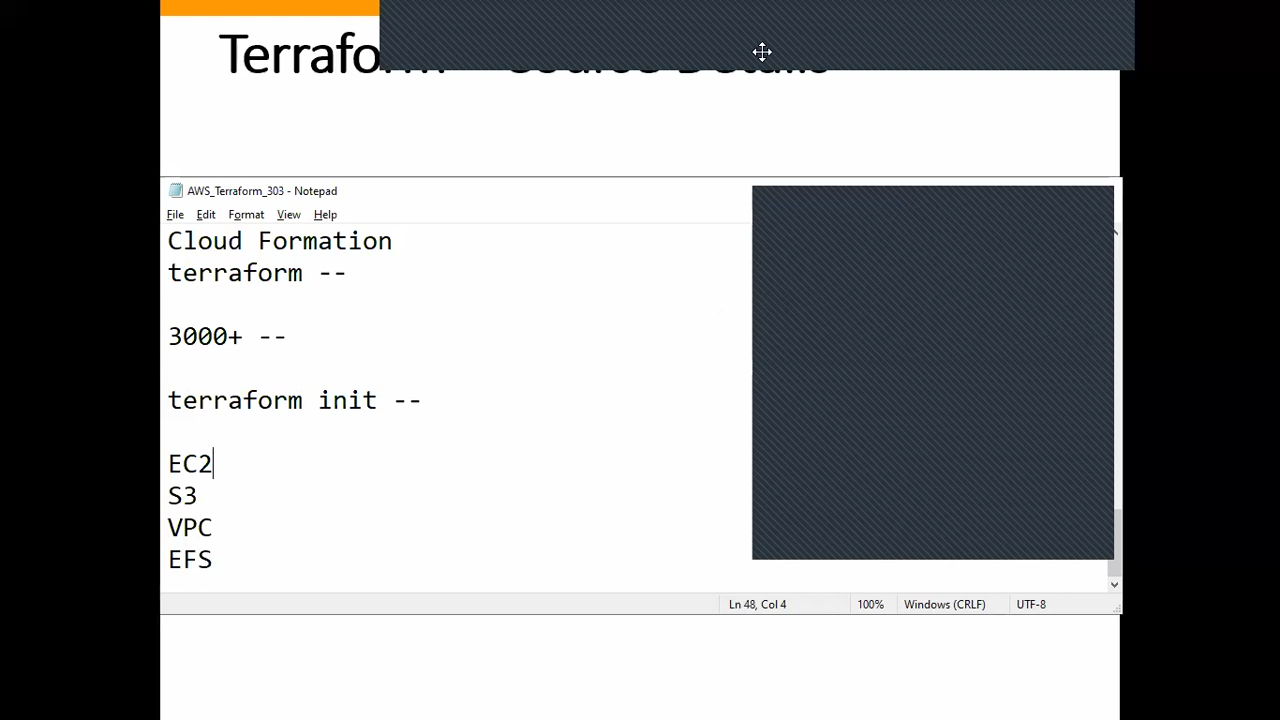 Terrafo
AWS_Terraform_303 - Notepad
File Edit Format View Help
Cloud Formation
terraform --
3000+ --
terraform init --
EC2
S3
VPC
EFS
Ln 48, Col 4 100% Windows (CRLF) UTF-8